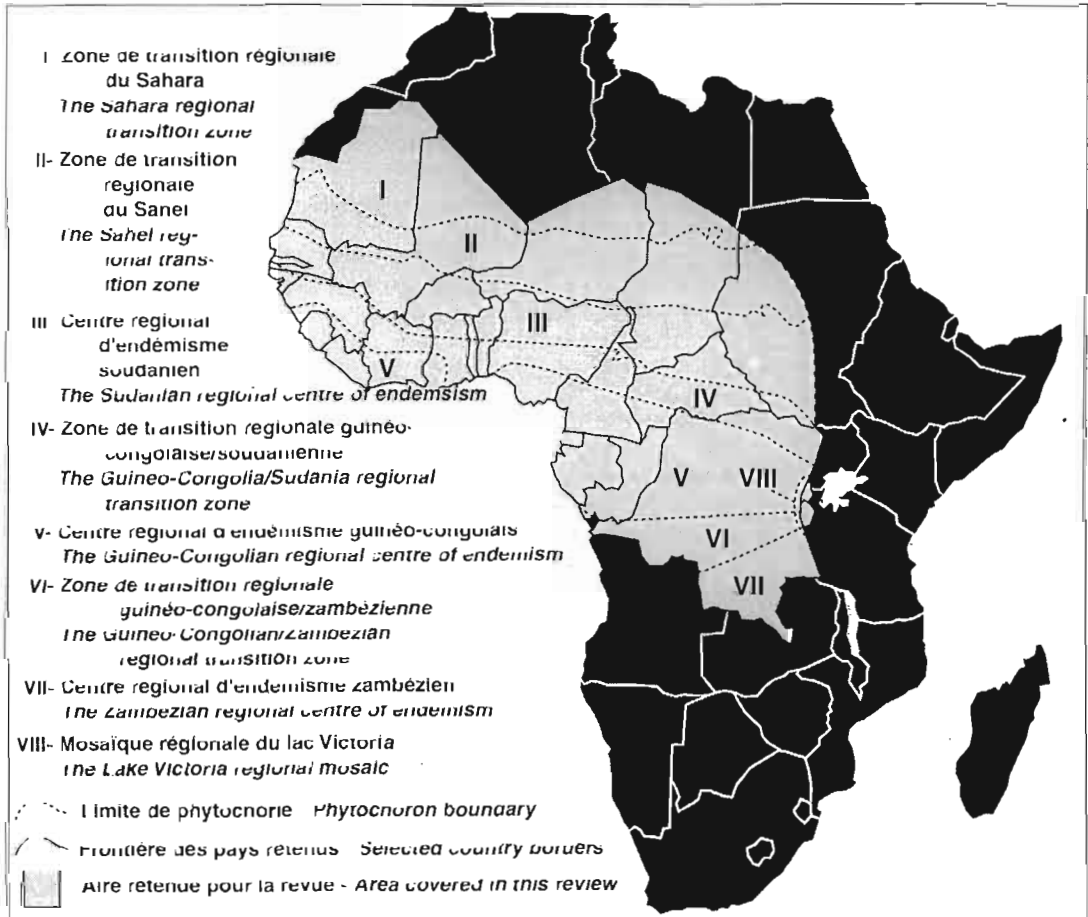 I Zone de transition régionale
du Sahara
The Sahara regional
transition zone
II- Zone de transition
régionale
du Sahel
The Sahel reg-
ional trans-
ition zone
III Centre régional
d'endémisme
soudanien
The Sudanian regional centre of endemsism
IV- Zone de transition regionale guinéo-
congolaise/soudanienne
The Guineo-Congolia/Sudania regional
transition zone
V- Centre régional d'endémisme guinéo-congolais
The Guineo-Congolian regional centre of endemism
VI- Zone de transition régionale
guinéo-congolaise/zambézienne
The Guineo-Congolian/Zambezian
regional transition zone
VII- Centre régional d'endémisme zambézien
The Zambezian regional centre of endemism
VIII- Mosaïque régionale du lac Victoria
The Lake Victoria regional mosaic
Limite de phytochorie Phytochoron boundary
Frontière des pays retenus Selected country borders
Aire retenue pour la revue - Area covered in this review
I
II
III
V
IV
V VIII
VI
VII